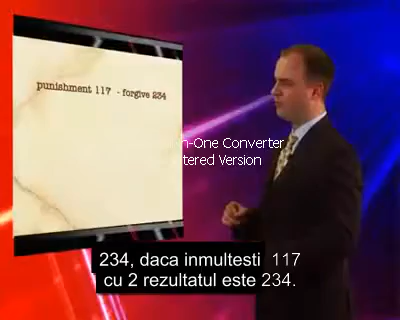 punishment 117 - forgive 234
n-One Converter
tered Version
234, daca inmultesti 117
cu 2 rezultatul este 234.